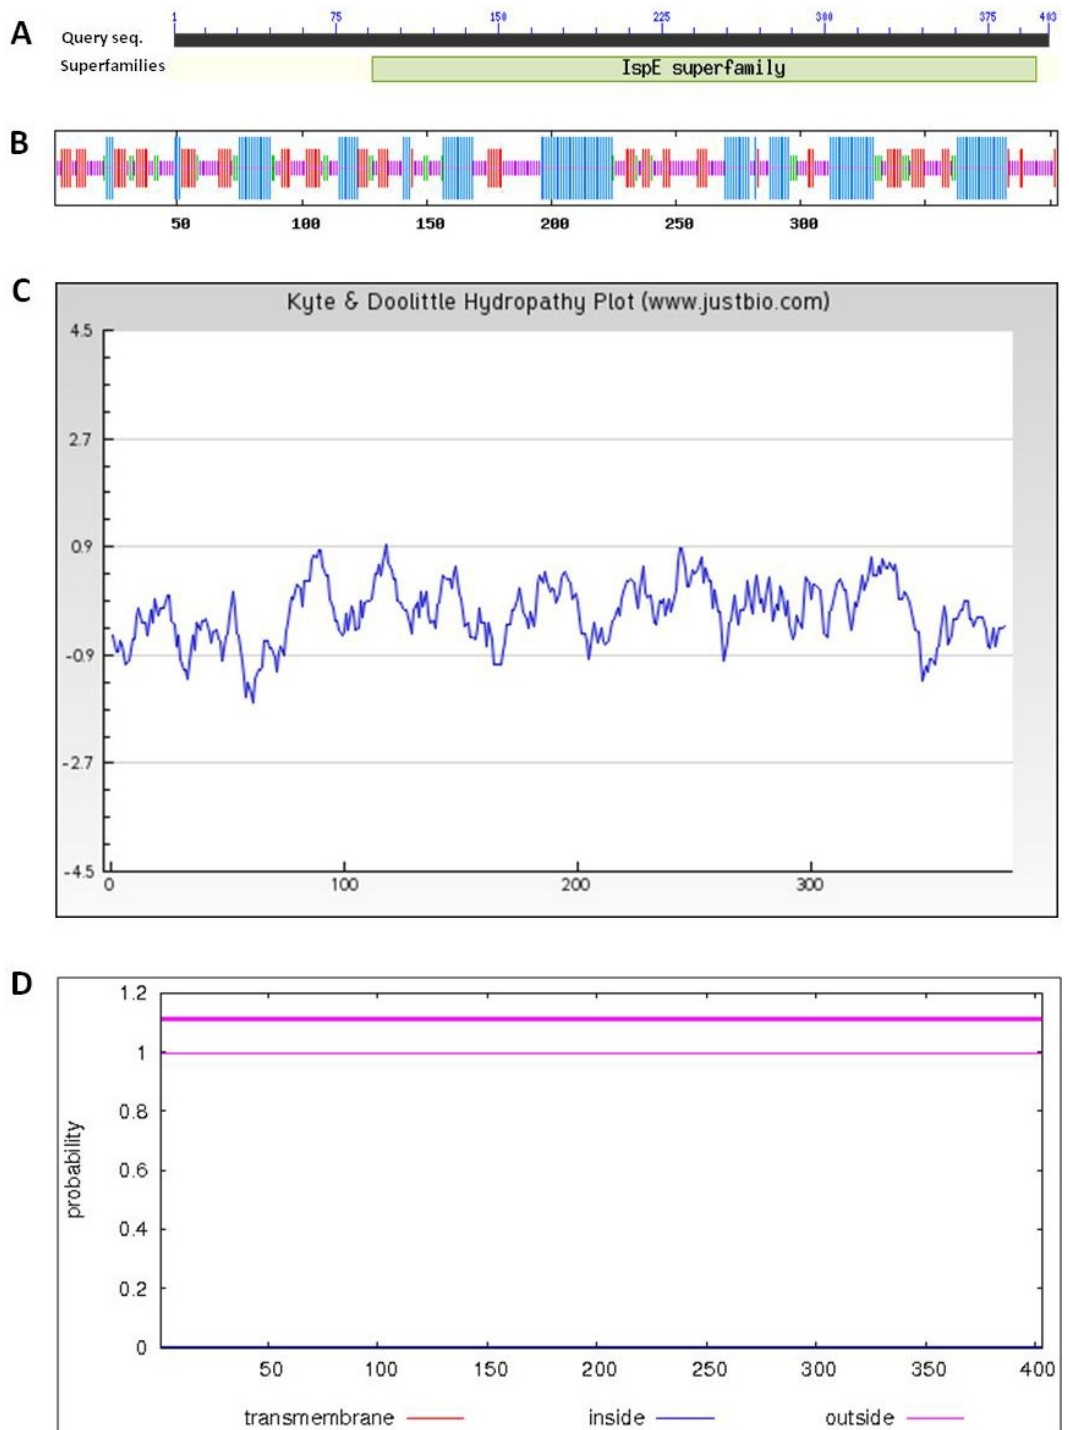 A
1 75 150 225 300 375 403
Query seq.
Superfamilies
IspE superfamily
B
50 100 150 200 250 300
C
Kyte & Doolittle Hydropathy Plot (www.justbio.com)
4.5
2.7
0.9
-0.9
-2.7
-4.5
0 100 200 300
D
1.2
1
0.8
0.6
0.4
0.2
0
probability
50 100 150 200 250 300 350 400
transmembrane inside outside